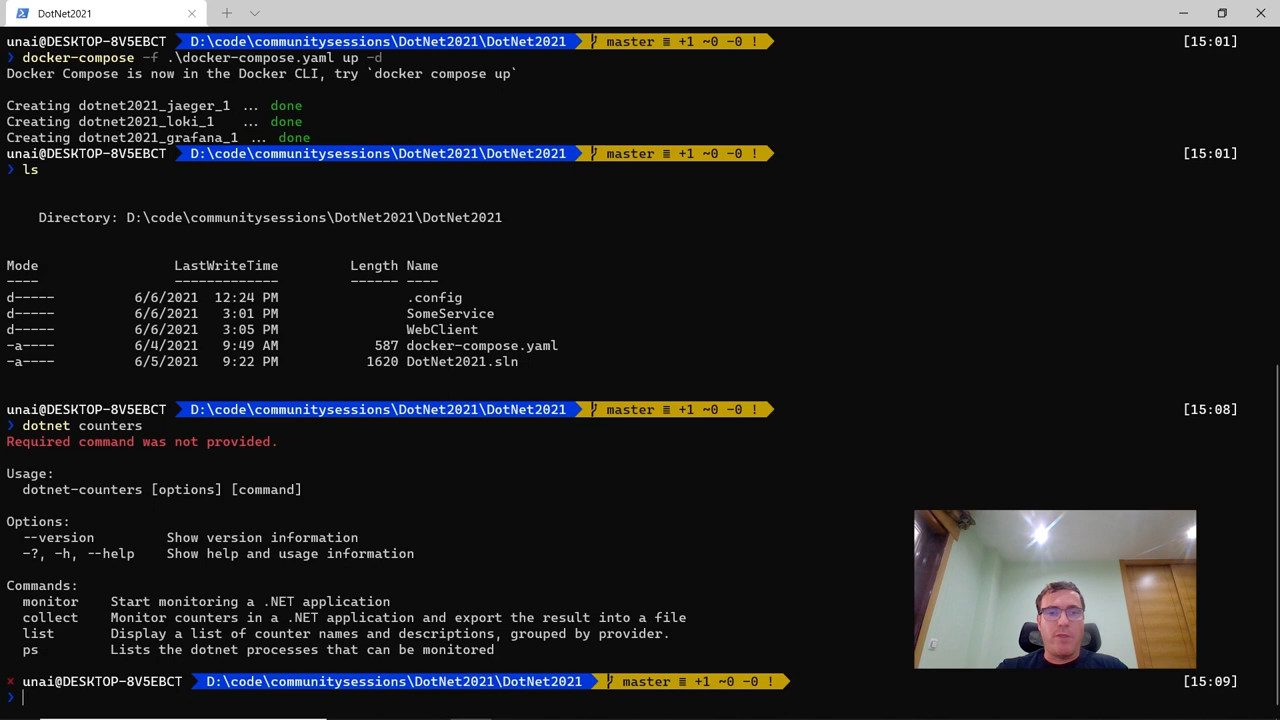 DotNet2021
unai@DESKTOP-8V5EBCT D:\code\communitysessions\DotNet2021\DotNet2021 master ≡ +1 ~0 -0 ! [15:01]
❯ docker-compose -f .\docker-compose.yaml up -d
Docker Compose is now in the Docker CLI, try `docker compose up`
Creating dotnet2021_jaeger_1 ... done
Creating dotnet2021_loki_1 ... done
Creating dotnet2021_grafana_1 ... done
unai@DESKTOP-8V5EBCT D:\code\communitysessions\DotNet2021\DotNet2021 master ≡ +1 ~0 -0 ! [15:01]
❯ ls
Directory: D:\code\communitysessions\DotNet2021\DotNet2021
Mode LastWriteTime Length Name
---- ------------- ------ ----
d----- 6/6/2021 12:24 PM .config
d----- 6/6/2021 3:01 PM SomeService
d----- 6/6/2021 3:05 PM WebClient
-a---- 6/4/2021 9:49 AM 587 docker-compose.yaml
-a---- 6/5/2021 9:22 PM 1620 DotNet2021.sln
unai@DESKTOP-8V5EBCT D:\code\communitysessions\DotNet2021\DotNet2021 master ≡ +1 ~0 -0 ! [15:08]
❯ dotnet counters
Required command was not provided.
Usage:
dotnet-counters [options] [command]
Options:
--version Show version information
-?, -h, --help Show help and usage information
Commands:
monitor Start monitoring a .NET application
collect Monitor counters in a .NET application and export the result into a file
list Display a list of counter names and descriptions, grouped by provider.
ps Lists the dotnet processes that can be monitored
× unai@DESKTOP-8V5EBCT D:\code\communitysessions\DotNet2021\DotNet2021 master ≡ +1 ~0 -0 ! [15:09]
❯